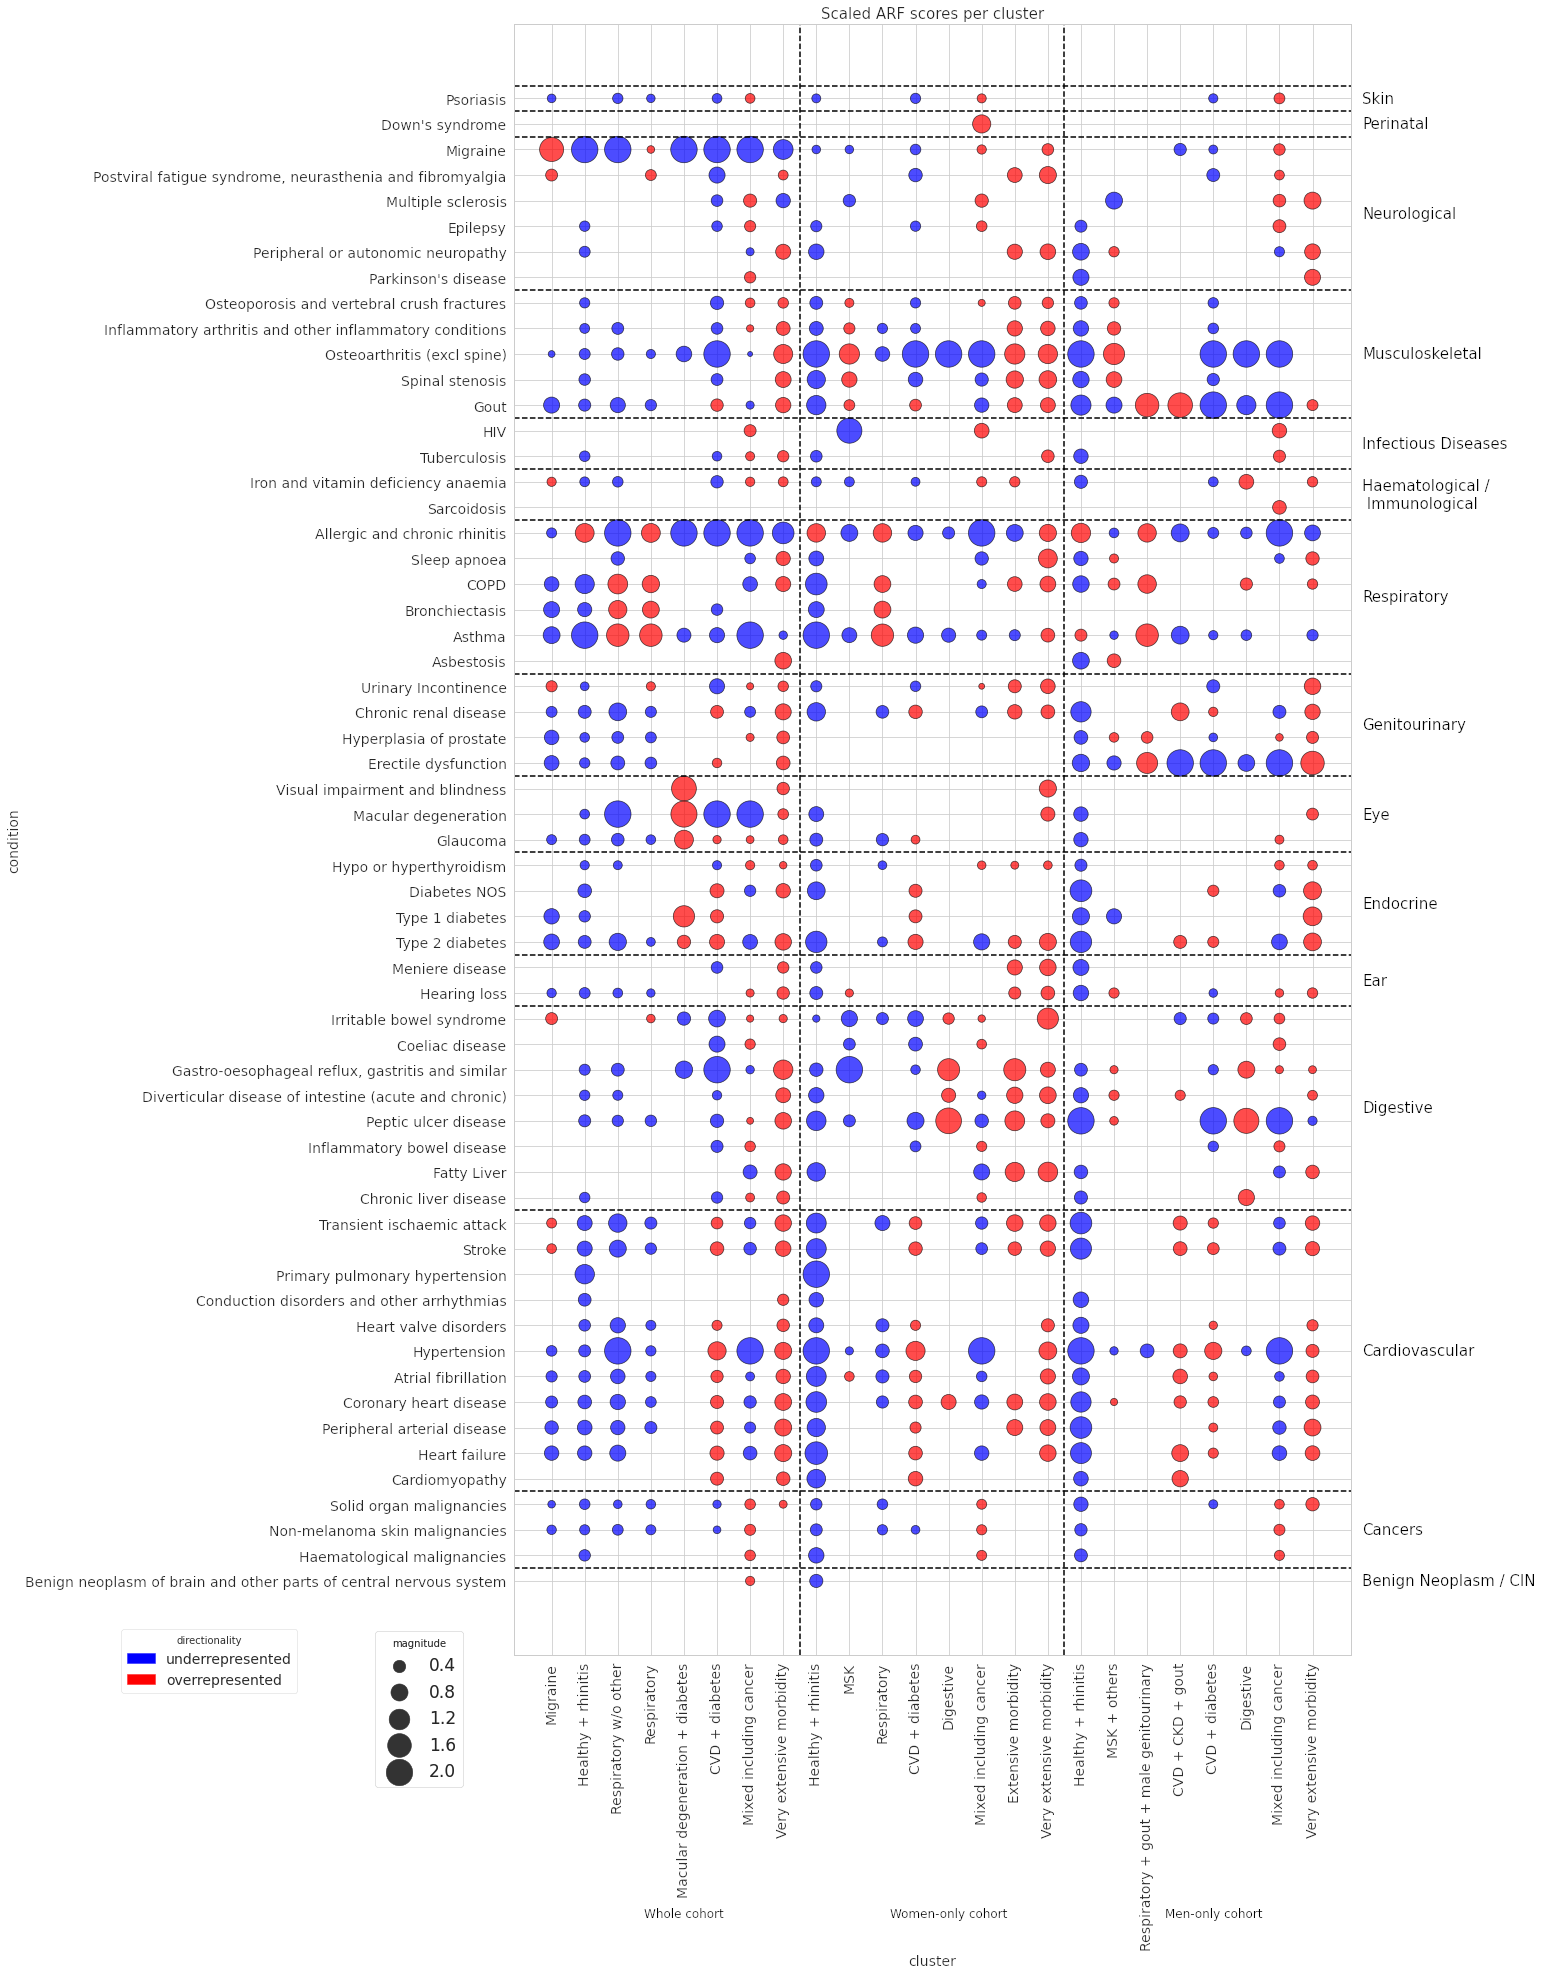 Scaled ARF scores per cluster
condition
Psoriasis
Down's syndrome
Migraine
Postviral fatigue syndrome, neurasthenia and fibromyalgia
Multiple sclerosis
Epilepsy
Peripheral or autonomic neuropathy
Parkinson's disease
Osteoporosis and vertebral crush fractures
Inflammatory arthritis and other inflammatory conditions
Osteoarthritis (excl spine)
Spinal stenosis
Gout
HIV
Tuberculosis
Iron and vitamin deficiency anaemia
Sarcoidosis
Allergic and chronic rhinitis
Sleep apnoea
COPD
Bronchiectasis
Asthma
Asbestosis
Urinary Incontinence
Chronic renal disease
Hyperplasia of prostate
Erectile dysfunction
Visual impairment and blindness
Macular degeneration
Glaucoma
Hypo or hyperthyroidism
Diabetes NOS
Type 1 diabetes
Type 2 diabetes
Meniere disease
Hearing loss
Irritable bowel syndrome
Coeliac disease
Gastro-oesophageal reflux, gastritis and similar
Diverticular disease of intestine (acute and chronic)
Peptic ulcer disease
Inflammatory bowel disease
Fatty Liver
Chronic liver disease
Transient ischaemic attack
Stroke
Primary pulmonary hypertension
Conduction disorders and other arrhythmias
Heart valve disorders
Hypertension
Atrial fibrillation
Coronary heart disease
Peripheral arterial disease
Heart failure
Cardiomyopathy
Solid organ malignancies
Non-melanoma skin malignancies
Haematological malignancies
Benign neoplasm of brain and other parts of central nervous system
Skin
Perinatal
Neurological
Musculoskeletal
Infectious Diseases
Haematological /
Immunological
Respiratory
Genitourinary
Eye
Endocrine
Ear
Digestive
Cardiovascular
Cancers
Benign Neoplasm / CIN
directionality
underrepresented
overrepresented
magnitude
0.4
0.8
1.2
1.6
2.0
Migraine
Healthy + rhinitis
Respiratory w/o other
Respiratory
Macular degeneration + diabetes
CVD + diabetes
Mixed including cancer
Very extensive morbidity
Healthy + rhinitis
MSK
Respiratory
CVD + diabetes
Digestive
Mixed including cancer
Extensive morbidity
Very extensive morbidity
Healthy + rhinitis
MSK + others
Respiratory + gout + male genitourinary
CVD + CKD + gout
CVD + diabetes
Digestive
Mixed including cancer
Very extensive morbidity
Whole cohort
Women-only cohort
Men-only cohort
cluster